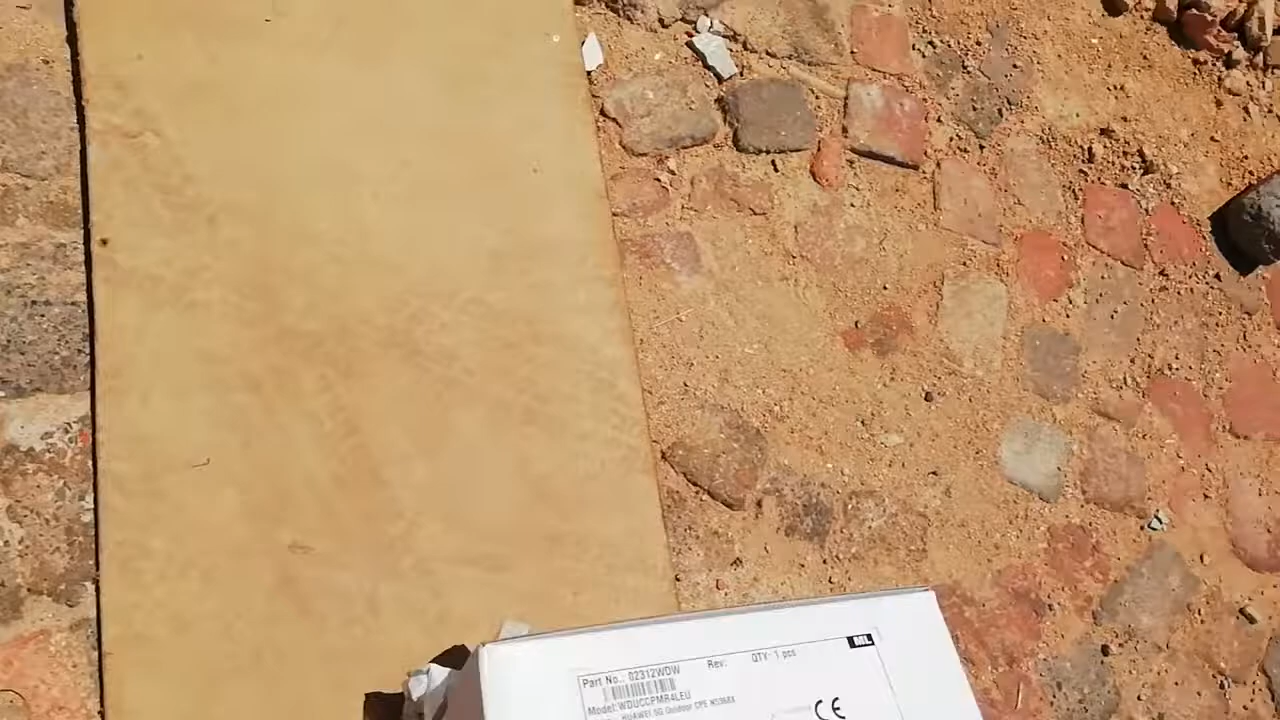 Part No.: 02312WDW Rev: QTY: 1 pcs ML
Model: WDUCCPMR4LEU
HUAWEI 5G Outdoor CPE N5368X
CE